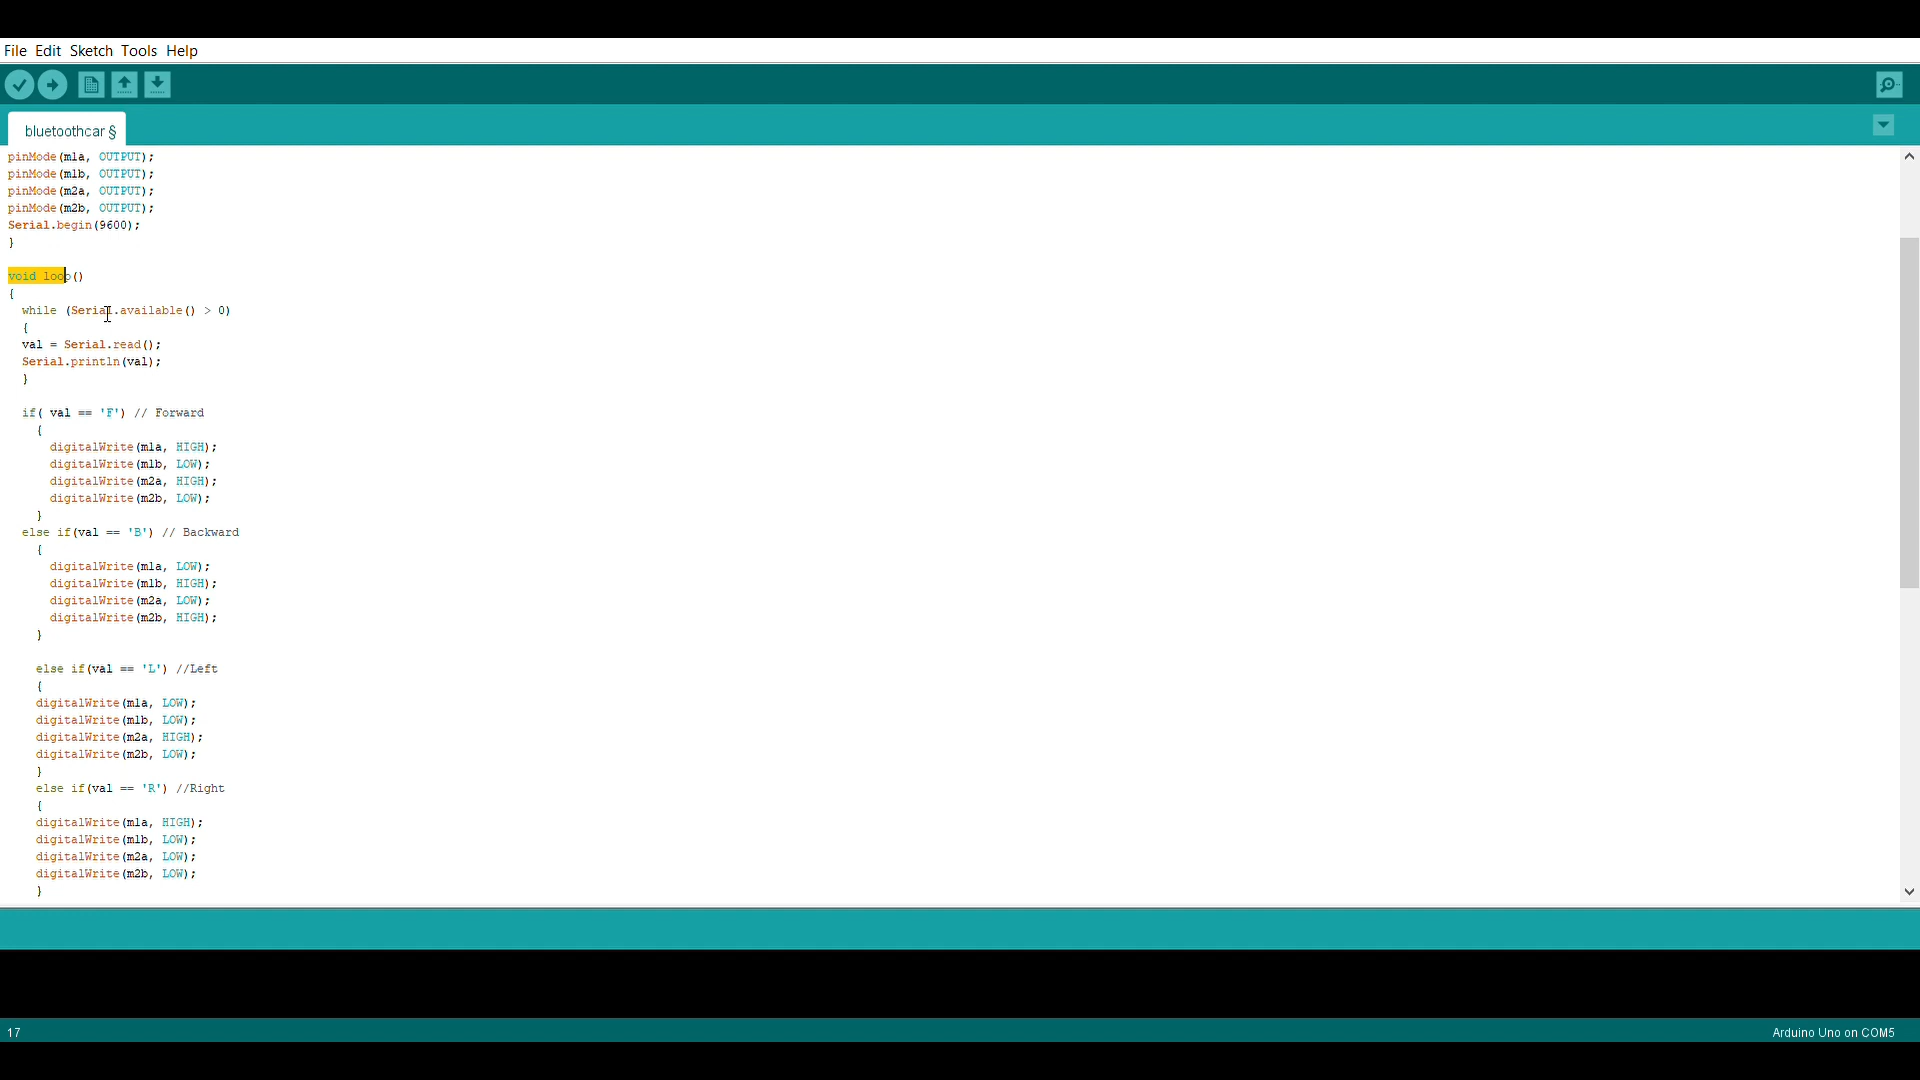 File Edit Sketch Tools Help
bluetoothcar §
pinMode(m1a, OUTPUT);
pinMode(m1b, OUTPUT);
pinMode(m2a, OUTPUT);
pinMode(m2b, OUTPUT);
Serial.begin(9600);
}
void loop()
{
while (Serial.available() > 0)
{
val = Serial.read();
Serial.println(val);
}
if( val == 'F') // Forward
{
digitalWrite(m1a, HIGH);
digitalWrite(m1b, LOW);
digitalWrite(m2a, HIGH);
digitalWrite(m2b, LOW);
}
else if(val == 'B') // Backward
{
digitalWrite(m1a, LOW);
digitalWrite(m1b, HIGH);
digitalWrite(m2a, LOW);
digitalWrite(m2b, HIGH);
}
else if(val == 'L') //Left
{
digitalWrite(m1a, LOW);
digitalWrite(m1b, LOW);
digitalWrite(m2a, HIGH);
digitalWrite(m2b, LOW);
}
else if(val == 'R') //Right
{
digitalWrite(m1a, HIGH);
digitalWrite(m1b, LOW);
digitalWrite(m2a, LOW);
digitalWrite(m2b, LOW);
}
17
Arduino Uno on COM5